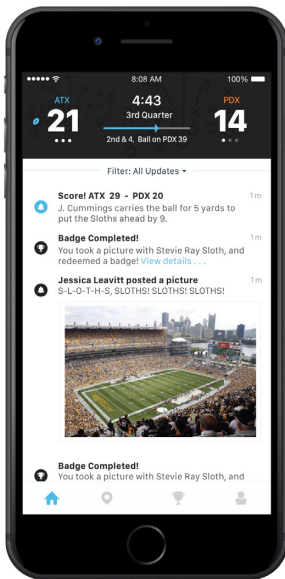 8:08 AM
100%
ATX
4:43
PDX
21
3rd Quarter
14
2nd & 4, Ball on PDX 39
Filter: All Updates
Score! ATX 29 - PDX 20
1m
J. Cummings carries the ball for 5 yards to
put the Sloths ahead by 9.
Badge Completed!
1m
You took a picture with Stevie Ray Sloth, and
redeemed a badge! View details . . .
Jessica Leavitt posted a picture
1m
S-L-O-T-H-S, SLOTHS! SLOTHS! SLOTHS!
Badge Completed!
You took a picture with Stevie Ray Sloth, and